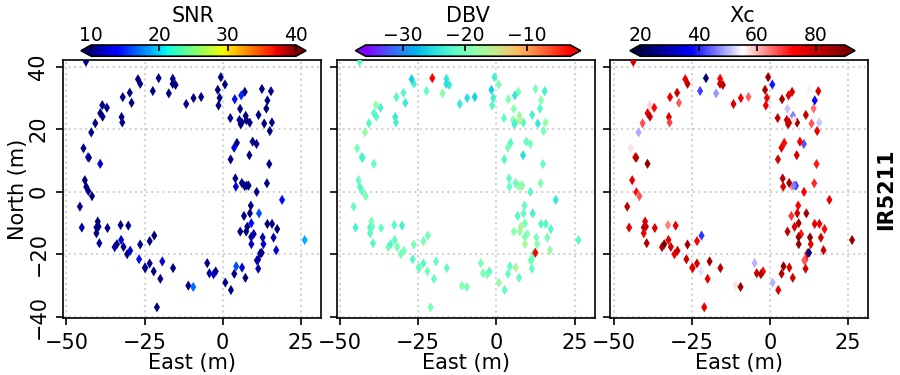 SNR
DBV
Xc
10 20 30 40
−30 −20 −10
20 40 60 80
40
20
0
−20
−40
North (m)
−50 −25 0 25
−50 −25 0 25
−50 −25 0 25
East (m)
East (m)
East (m)
IR5211